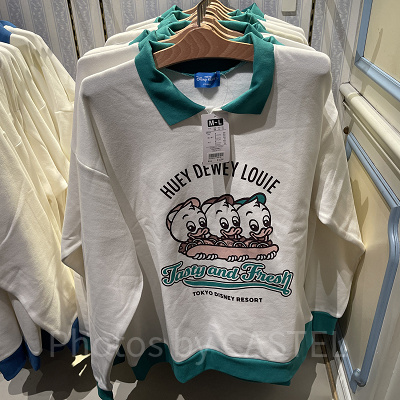 M-L
HUEY DEWEY LOUIE
Tasty and Fresh
TOKYO DISNEY RESORT
Photos by CASTEL